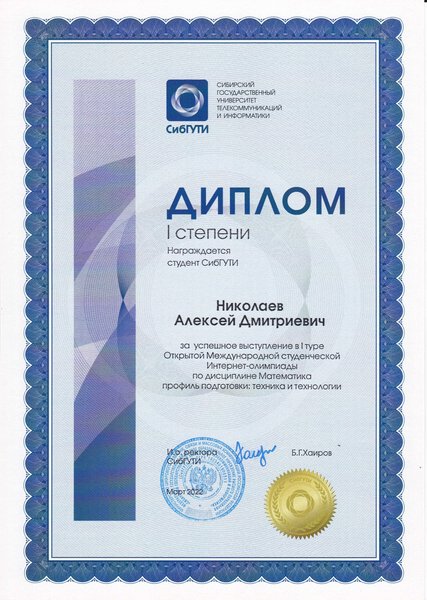 СИБИРСКИЙ
ГОСУДАРСТВЕННЫЙ
УНИВЕРСИТЕТ
ТЕЛЕКОММУНИКАЦИЙ
И ИНФОРМАТИКИ
СибГУТИ
ДИПЛОМ
I степени
Награждается
студент СибГУТИ
Николаев
Алексей Дмитриевич
за успешное выступление в I туре
Открытой Международной студенческой
Интернет-олимпиады
по дисциплине Математика
профиль подготовки: техника и технологии
И.о. ректора
СибГУТИ
Б.Г.Хаиров
Март 2022